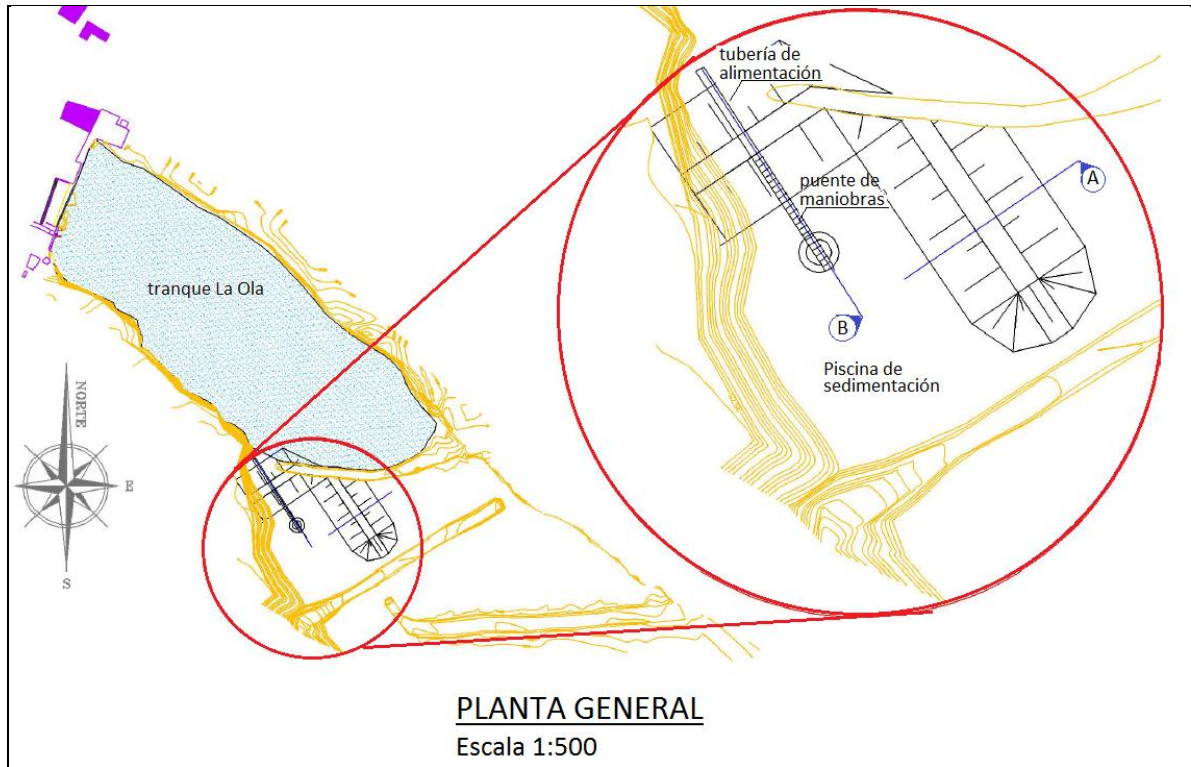 tubería de
alimentación
A
puente de
maniobras
tranque La Ola
B
Piscina de
sedimentación
NORTE
E
S
PLANTA GENERAL
Escala 1:500